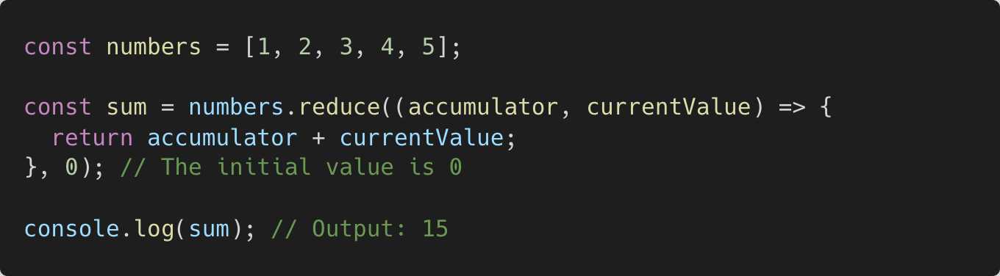 const numbers = [1, 2, 3, 4, 5];
const sum = numbers.reduce((accumulator, currentValue) => {
  return accumulator + currentValue;
}, 0); // The initial value is 0
console.log(sum); // Output: 15